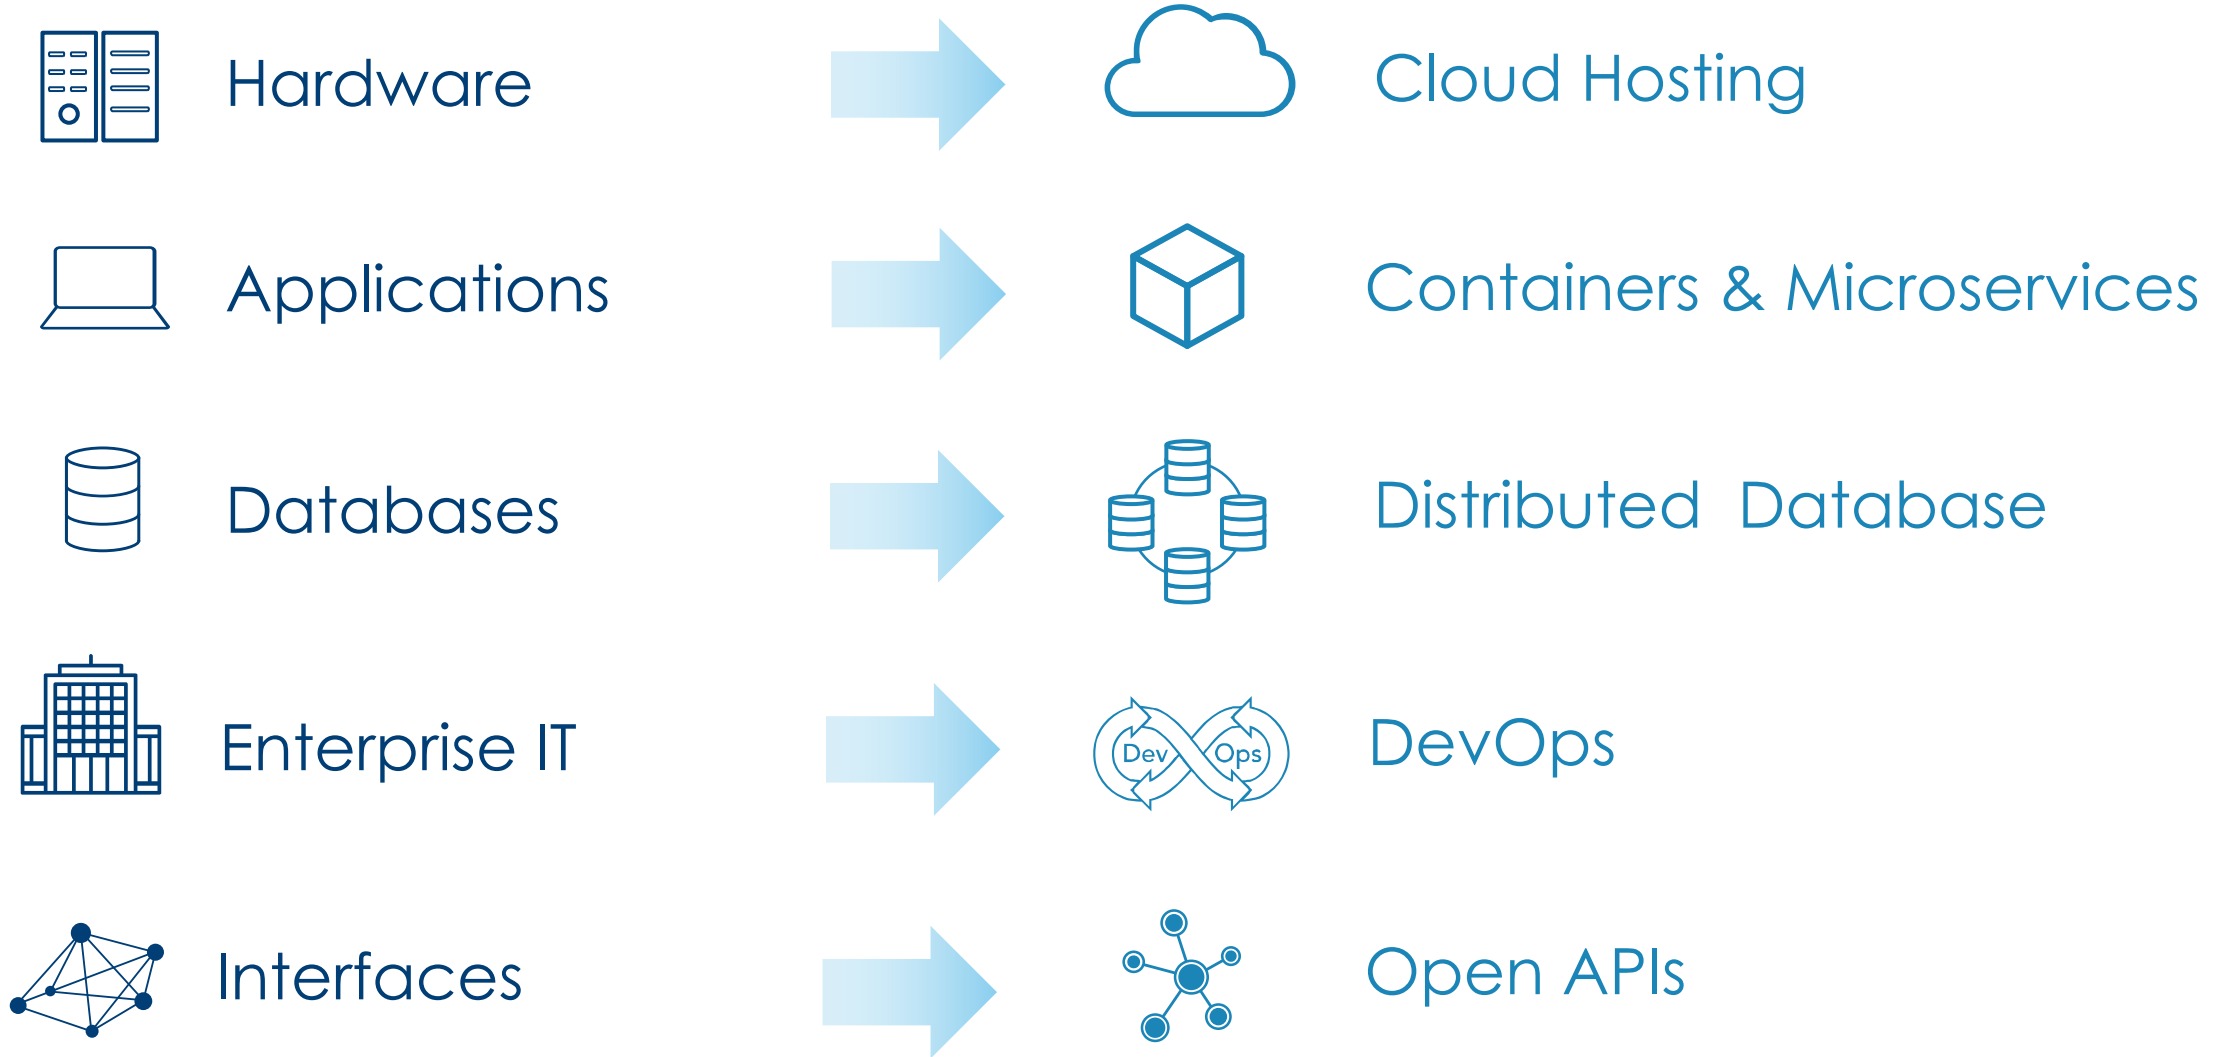 Hardware
Cloud Hosting
Applications
Containers & Microservices
Databases
Distributed Database
Enterprise IT
Dev Ops
DevOps
Interfaces
Open APIs